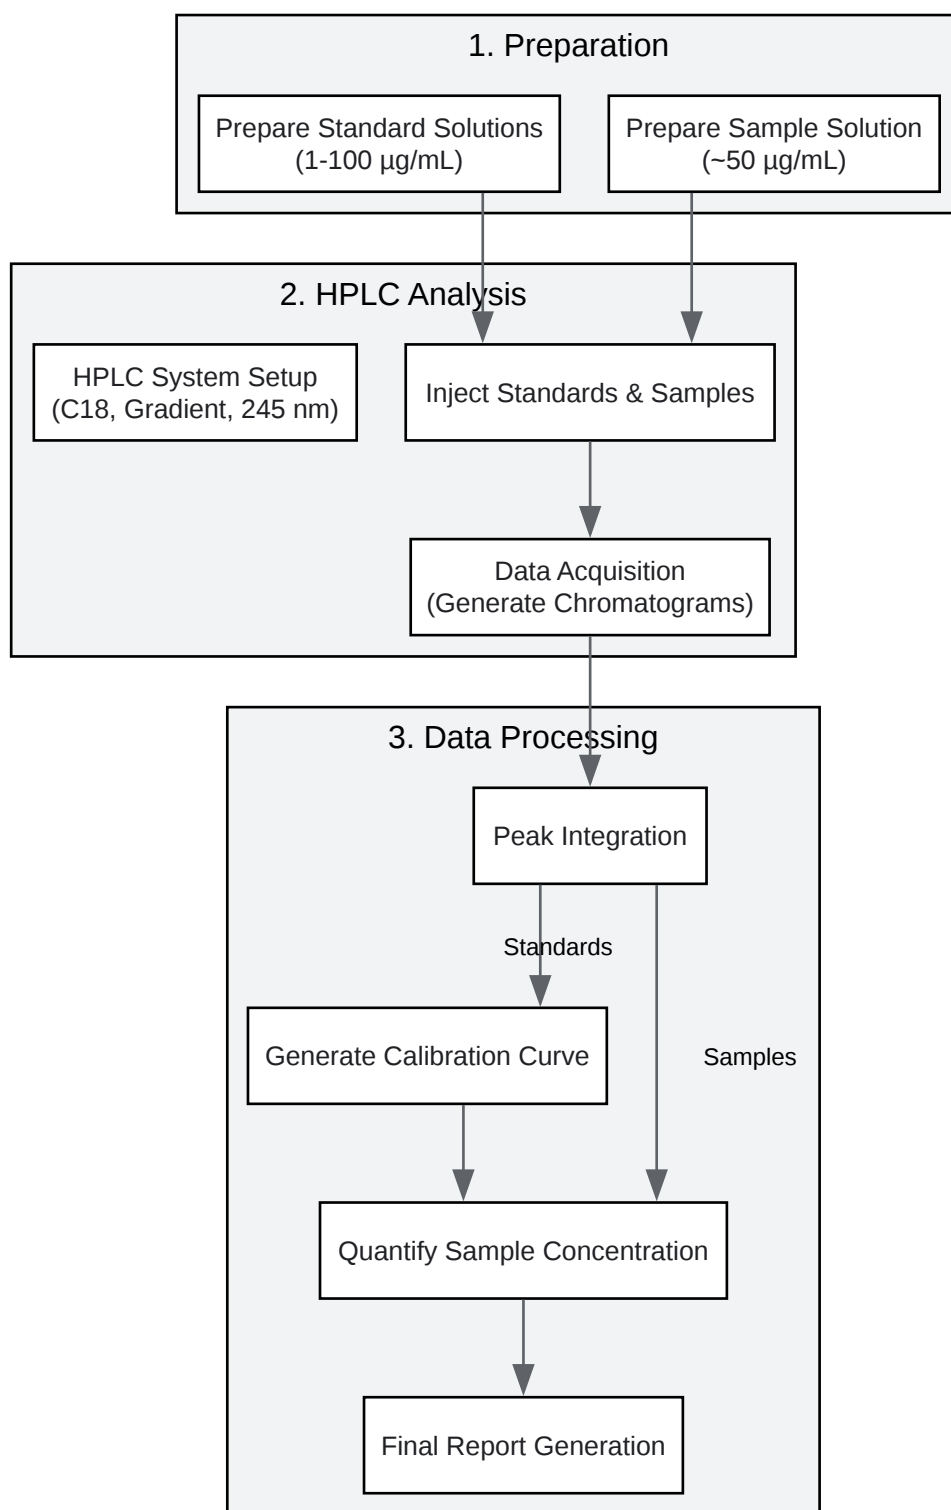 1. Preparation
Prepare Standard Solutions
(1-100 µg/mL)
Prepare Sample Solution
(~50 µg/mL)
2. HPLC Analysis
HPLC System Setup
(C18, Gradient, 245 nm)
Inject Standards & Samples
Data Acquisition
(Generate Chromatograms)
3. Data Processing
Peak Integration
Standards
Generate Calibration Curve
Samples
Quantify Sample Concentration
Final Report Generation